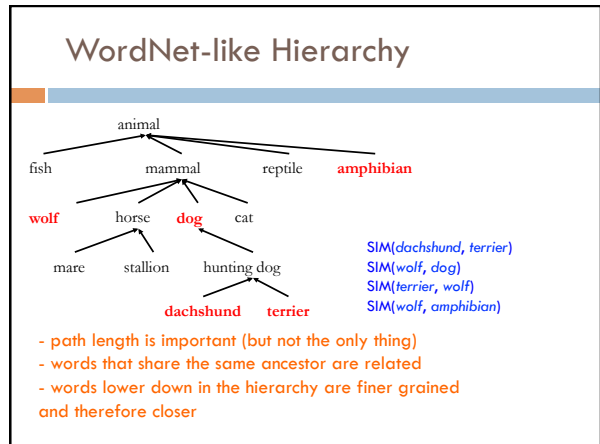 WordNet-like Hierarchy
animal
fish mammal reptile amphibian
wolf horse dog cat
mare stallion hunting dog
dachshund terrier
SIM(dachshund, terrier)
SIM(wolf, dog)
SIM(terrier, wolf)
SIM(wolf, amphibian)
- path length is important (but not the only thing)
- words that share the same ancestor are related
- words lower down in the hierarchy are finer grained
and therefore closer